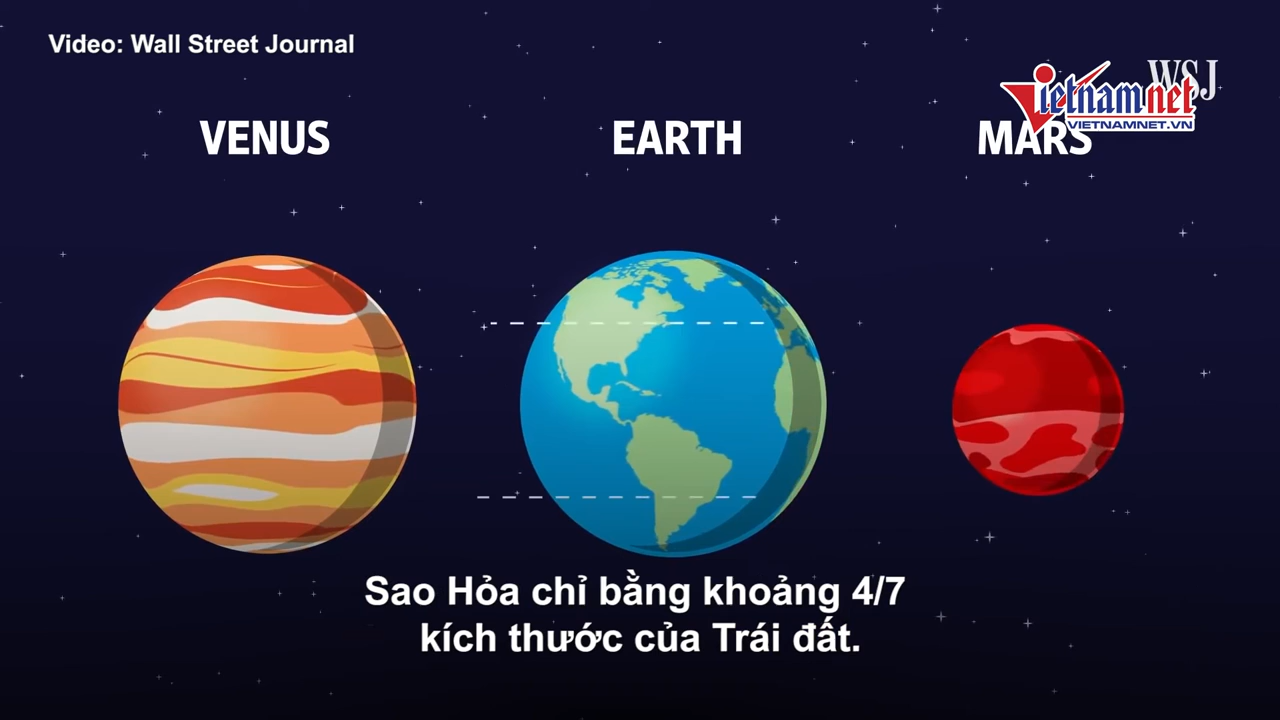 Video: Wall Street Journal
WSJ
Vietnamnet
VIETNAMNET.VN
VENUS
EARTH
MARS
Sao Hỏa chỉ bằng khoảng 4/7
kích thước của Trái đất.